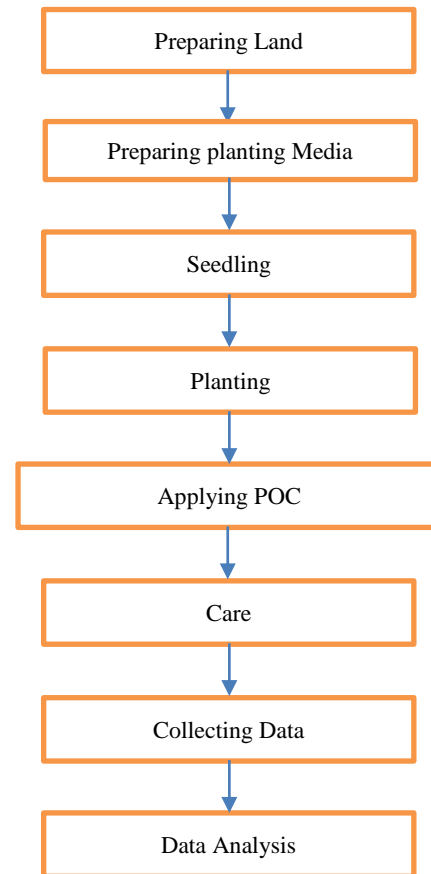 Preparing Land
Preparing planting Media
Seedling
Planting
Applying POC
Care
Collecting Data
Data Analysis